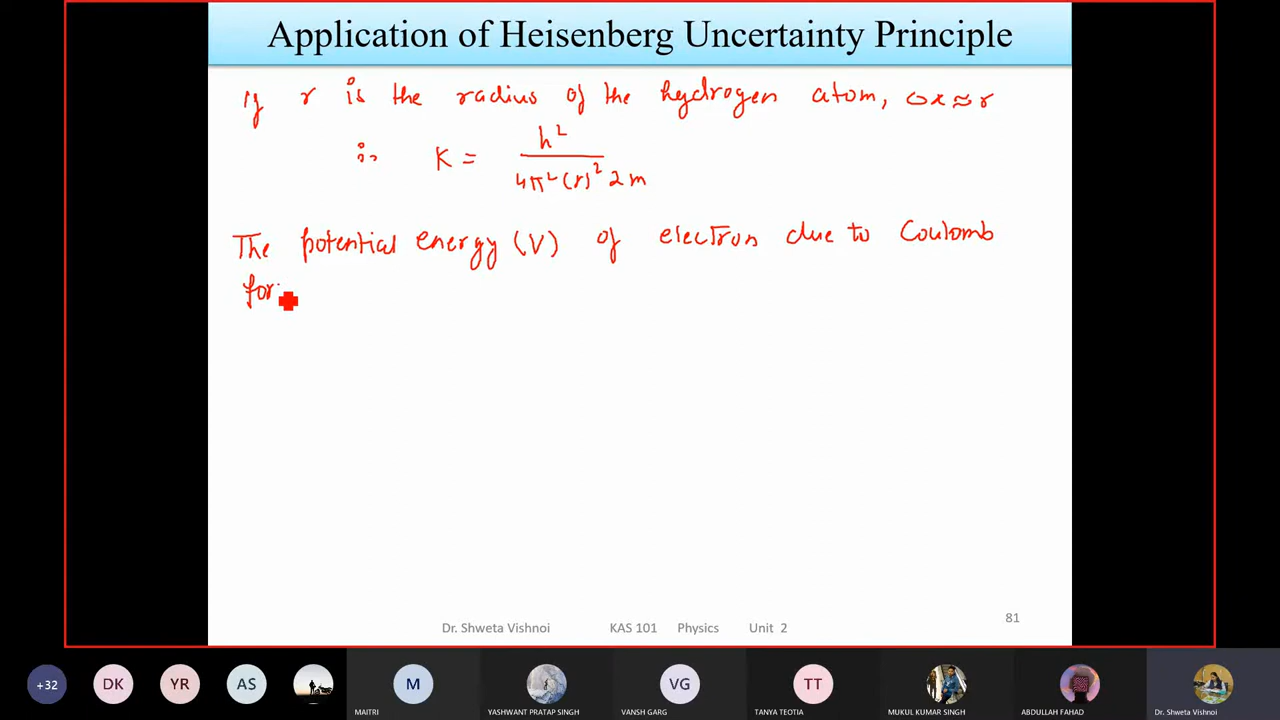 Application of Heisenberg Uncertainty Principle
If r is the radius of the hydrogen atom, Δx ≈ r
∴ K = h² / 4π²(r)² 2m
The potential energy (V) of electron due to Coulomb
for
81
Dr. Shweta Vishnoi KAS 101 Physics Unit 2
+32 DK YR AS M VG TT
MAITRI YASHWANT PRATAP SINGH VANSH GARG TANYA TEOTIA MUKUL KUMAR SINGH ABDULLAH FAHAD Dr. Shweta Vishnoi